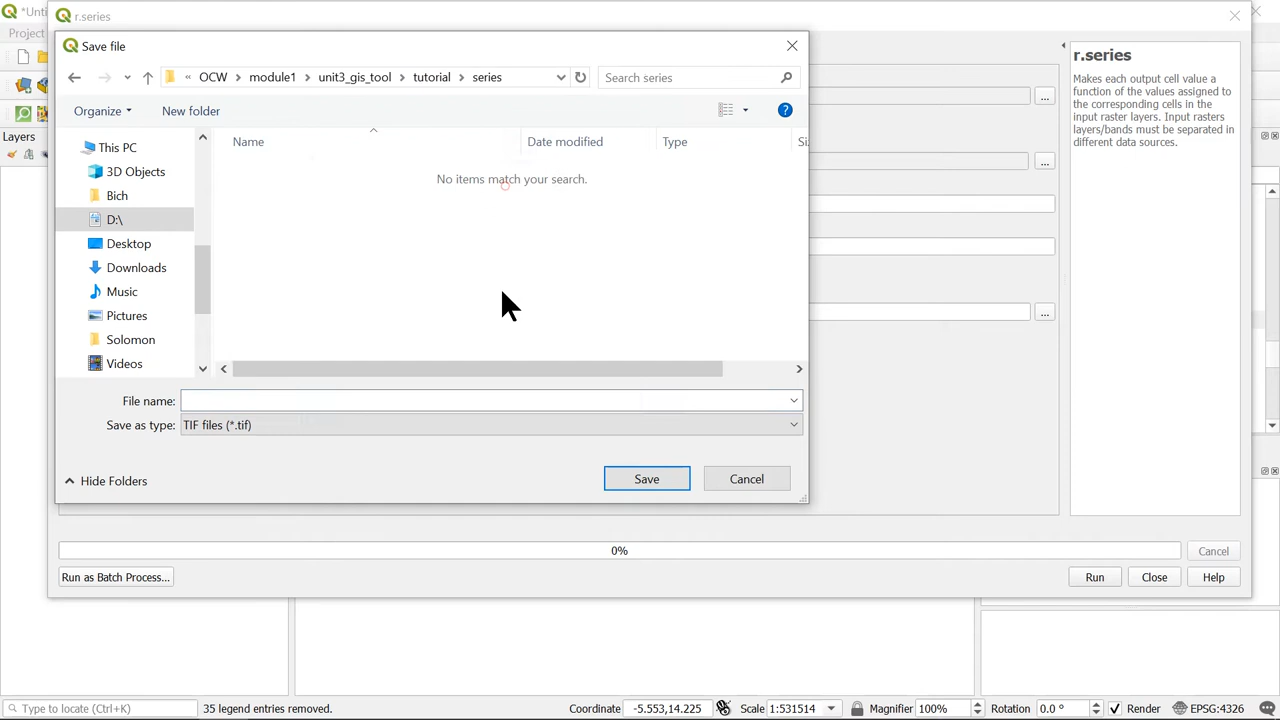 *Unti
r.series
Project
Save file
« OCW > module1 > unit3_gis_tool > tutorial > series
Search series
Organize
New folder
Layers
This PC
3D Objects
Bich
D:\
Desktop
Downloads
Music
Pictures
Solomon
Videos
Name
Date modified
Type
Si
No items match your search.
File name:
Save as type:
TIF files (*.tif)
Hide Folders
Save
Cancel
...
...
...
r.series
Makes each output cell value a
function of the values assigned to
the corresponding cells in the
input raster layers. Input rasters
layers/bands must be separated in
different data sources.
0%
Cancel
Run as Batch Process...
Run
Close
Help
Type to locate (Ctrl+K)
35 legend entries removed.
Coordinate
-5.553,14.225
Scale
1:531514
Magnifier
100%
Rotation
0.0 °
Render
EPSG:4326